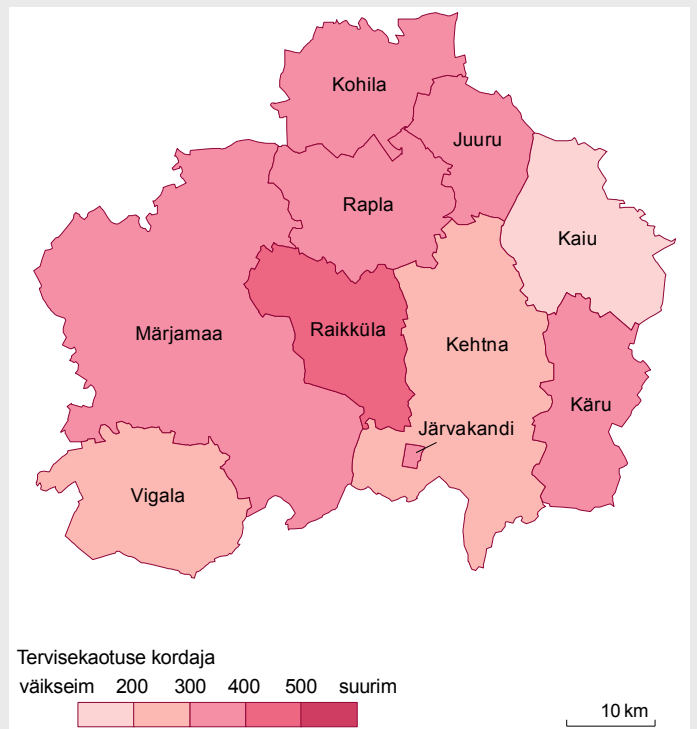 Kohila
Juuru
Rapla
Kaiu
Märjamaa
Raikküla
Kehtna
Käru
Järvakandi
Vigala
Tervisekaotuse kordaja
väikseim 200 300 400 500 suurim
10 km